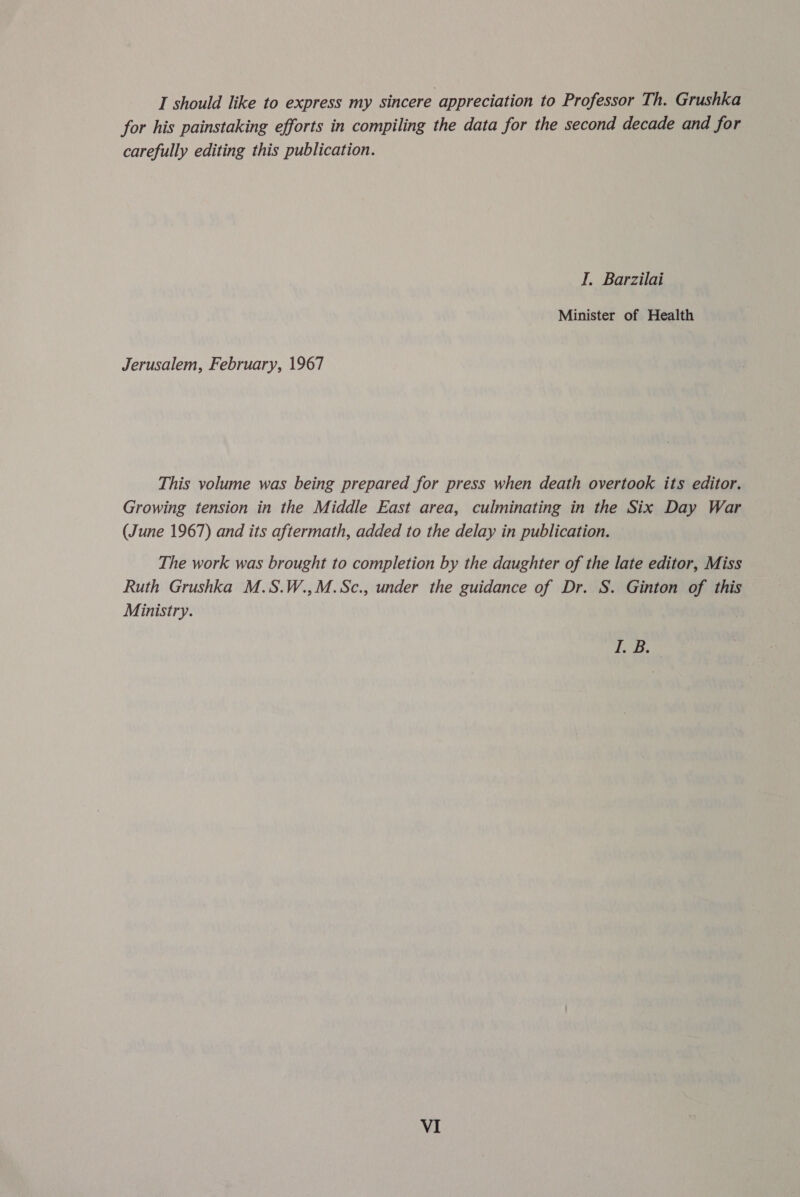 I should like to express my sincere appreciation to Professor Th. Grushka
for his painstaking efforts in compiling the data for the second decade and for
carefully editing this publication.
I. Barzilai
Minister of Health
Jerusalem, February, 1967
This volume was being prepared for press when death overtook its editor.
Growing tension in the Middle East area, culminating in the Six Day War
(June 1967) and its aftermath, added to the delay in publication.
The work was brought to completion by the daughter of the late editor, Miss
Ruth Grushka M.S.W.,M.Sc., under the guidance of Dr. S. Ginton of this
Ministry.
I. B.
VI